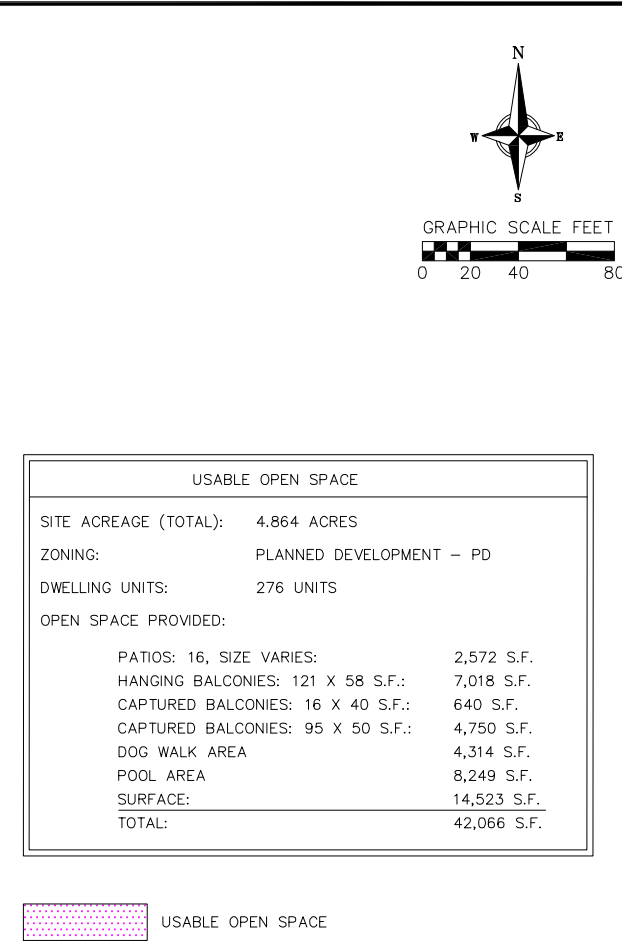 N
W E
S
GRAPHIC SCALE FEET
0 20 40 80
USABLE OPEN SPACE
SITE ACREAGE (TOTAL): 4.864 ACRES
ZONING: PLANNED DEVELOPMENT – PD
DWELLING UNITS: 276 UNITS
OPEN SPACE PROVIDED:
PATIOS: 16, SIZE VARIES: 2,572 S.F.
HANGING BALCONIES: 121 X 58 S.F.: 7,018 S.F.
CAPTURED BALCONIES: 16 X 40 S.F.: 640 S.F.
CAPTURED BALCONIES: 95 X 50 S.F.: 4,750 S.F.
DOG WALK AREA 4,314 S.F.
POOL AREA 8,249 S.F.
SURFACE: 14,523 S.F.
TOTAL: 42,066 S.F.
USABLE OPEN SPACE